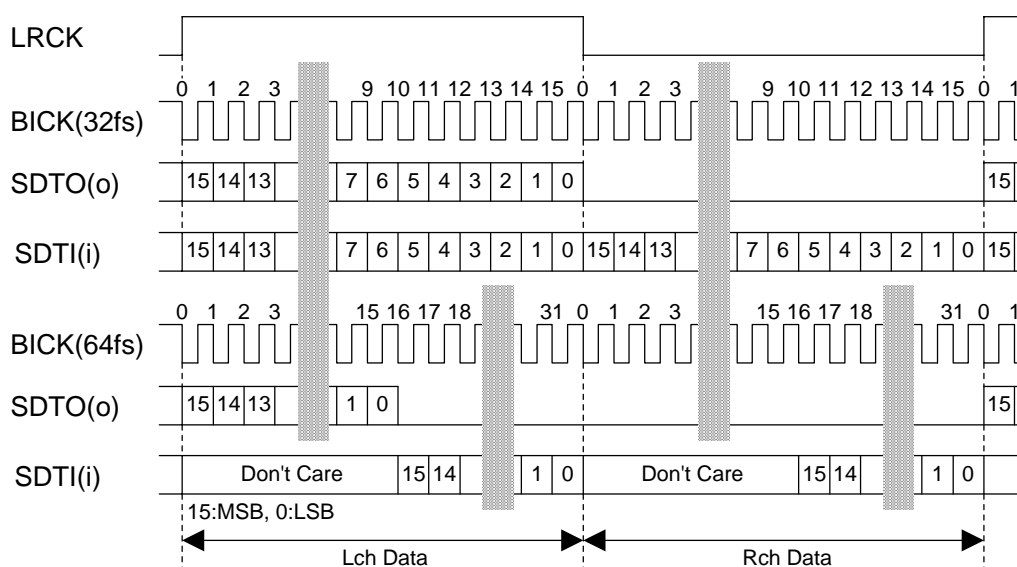 LRCK
0 1 2 3 9 10 11 12 13 14 15 0 1 2 3 9 10 11 12 13 14 15 0 1
BICK(32fs)
SDTO(o) 15 14 13 7 6 5 4 3 2 1 0 15
SDTI(i) 15 14 13 7 6 5 4 3 2 1 0 15 14 13 7 6 5 4 3 2 1 0 15
0 1 2 3 15 16 17 18 31 0 1 2 3 15 16 17 18 31 0 1
BICK(64fs)
SDTO(o) 15 14 13 1 0 15
SDTI(i) Don't Care 15 14 1 0 Don't Care 15 14 1 0
15:MSB, 0:LSB
Lch Data Rch Data